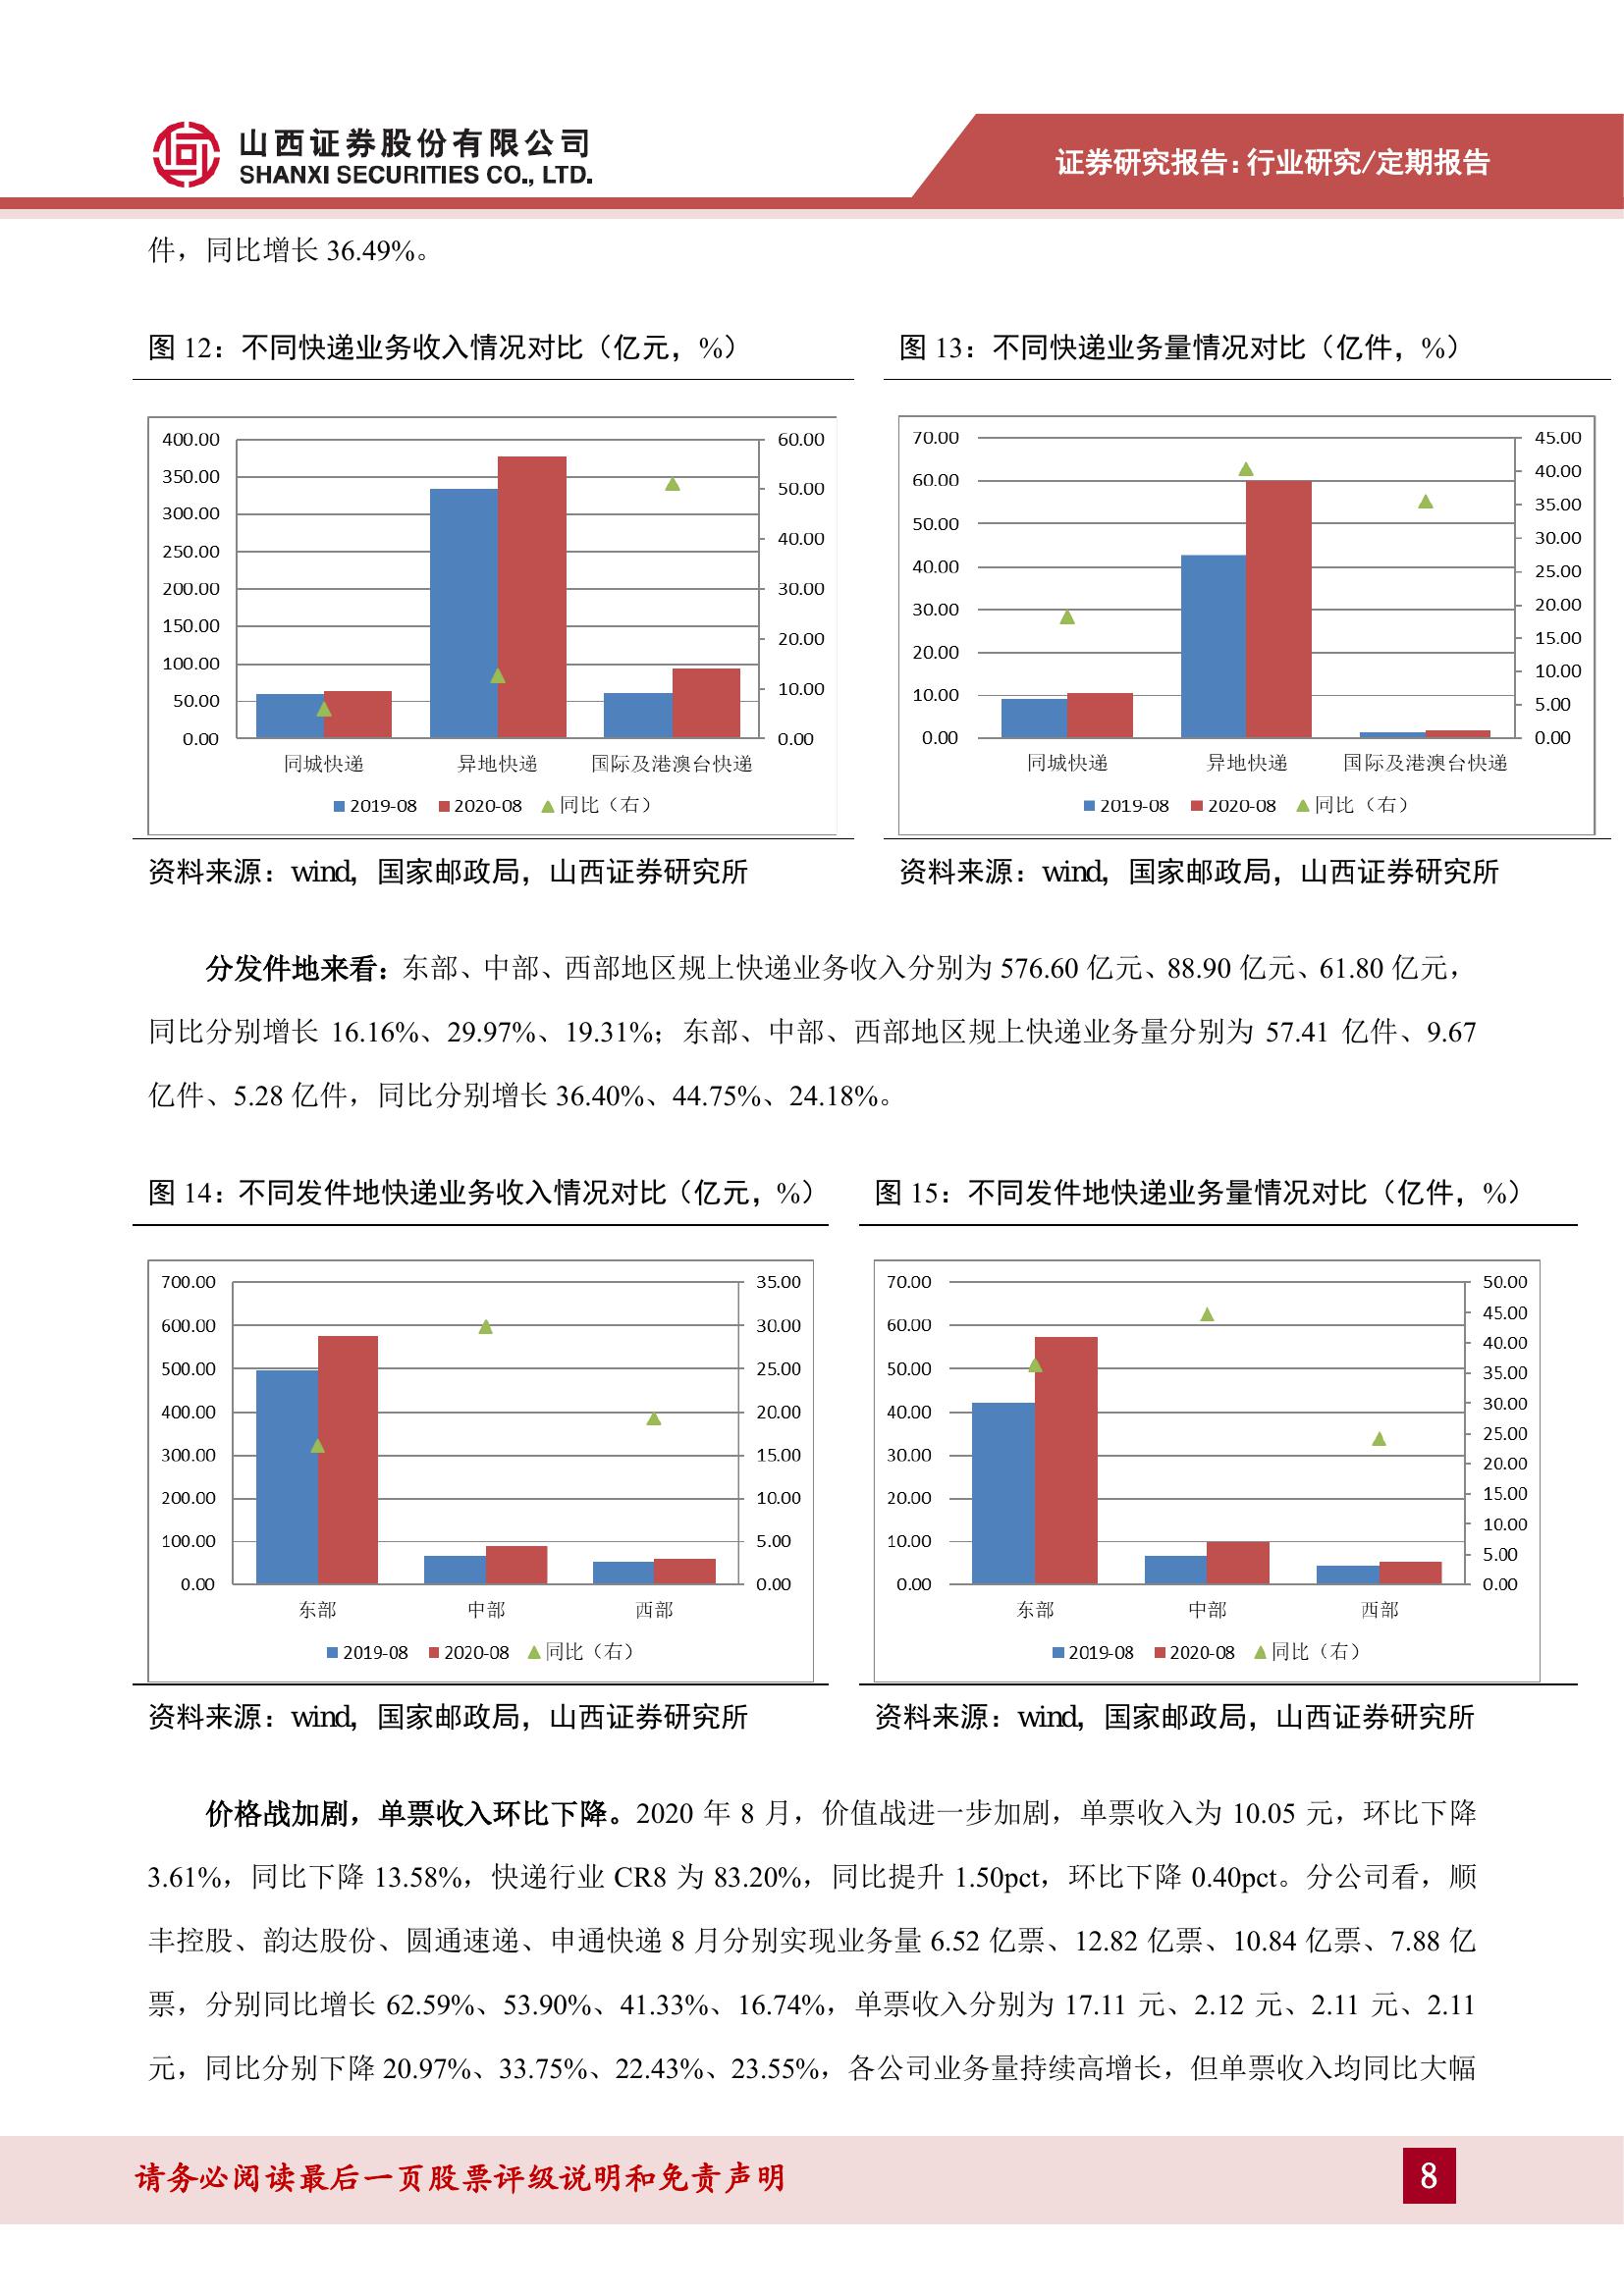 山西证券股份有限公司
SHANXI SECURITIES CO., LTD.
证券研究报告:行业研究/定期报告
件，同比增长 36.49%。
图 12：不同快递业务收入情况对比（亿元，%）
400.00
350.00
300.00
250.00
200.00
150.00
100.00
50.00
0.00
60.00
50.00
40.00
30.00
20.00
10.00
0.00
同城快递 异地快递 国际及港澳台快递
2019-08 2020-08 同比（右）
资料来源：wind，国家邮政局，山西证券研究所
图 13：不同快递业务量情况对比（亿件，%）
70.00
60.00
50.00
40.00
30.00
20.00
10.00
0.00
45.00
40.00
35.00
30.00
25.00
20.00
15.00
10.00
5.00
0.00
同城快递 异地快递 国际及港澳台快递
2019-08 2020-08 同比（右）
资料来源：wind，国家邮政局，山西证券研究所
分发件地来看：东部、中部、西部地区规上快递业务收入分别为 576.60 亿元、88.90 亿元、61.80 亿元，
同比分别增长 16.16%、29.97%、19.31%；东部、中部、西部地区规上快递业务量分别为 57.41 亿件、9.67
亿件、5.28 亿件，同比分别增长 36.40%、44.75%、24.18%。
图 14：不同发件地快递业务收入情况对比（亿元，%）
700.00
600.00
500.00
400.00
300.00
200.00
100.00
0.00
35.00
30.00
25.00
20.00
15.00
10.00
5.00
0.00
东部 中部 西部
2019-08 2020-08 同比（右）
资料来源：wind，国家邮政局，山西证券研究所
图 15：不同发件地快递业务量情况对比（亿件，%）
70.00
60.00
50.00
40.00
30.00
20.00
10.00
0.00
50.00
45.00
40.00
35.00
30.00
25.00
20.00
15.00
10.00
5.00
0.00
东部 中部 西部
2019-08 2020-08 同比（右）
资料来源：wind，国家邮政局，山西证券研究所
价格战加剧，单票收入环比下降。2020 年 8 月，价值战进一步加剧，单票收入为 10.05 元，环比下降
3.61%，同比下降 13.58%，快递行业 CR8 为 83.20%，同比提升 1.50pct，环比下降 0.40pct。分公司看，顺
丰控股、韵达股份、圆通速递、申通快递 8 月分别实现业务量 6.52 亿票、12.82 亿票、10.84 亿票、7.88 亿
票，分别同比增长 62.59%、53.90%、41.33%、16.74%，单票收入分别为 17.11 元、2.12 元、2.11 元、2.11
元，同比分别下降 20.97%、33.75%、22.43%、23.55%，各公司业务量持续高增长，但单票收入均同比大幅
请务必阅读最后一页股票评级说明和免责声明
8